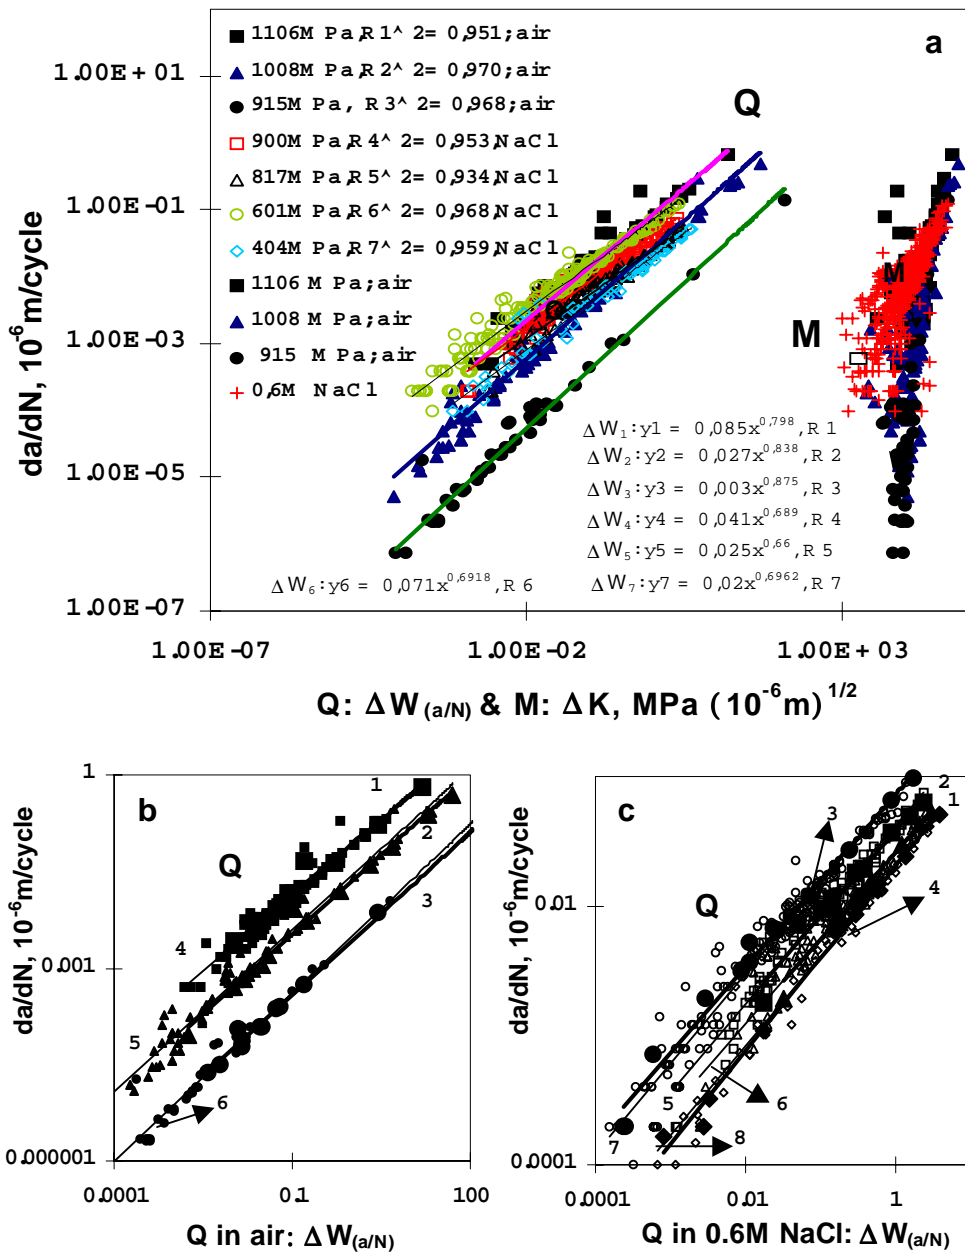 a
1106M Pa,R1^ 2= 0,951;air
1008M Pa,R2^ 2= 0,970;air
915M Pa, R3^ 2= 0,968;air
900M Pa,R4^ 2= 0,953,NaCl
817M Pa,R5^ 2= 0,934,NaCl
601M Pa,R6^ 2= 0,968,NaCl
404M Pa,R7^ 2= 0,959,NaCl
1106 M Pa;air
1008 M Pa;air
915 M Pa;air
0,6M NaCl
1.00E+01
1.00E-01
1.00E-03
1.00E-05
1.00E-07
da/dN, 10-6 m/cycle
Q
Q
M
M
ΔW1:y1 = 0,085x0,798, R 1
ΔW2:y2 = 0,027x0,838, R 2
ΔW3:y3 = 0,003x0,875, R 3
ΔW4:y4 = 0,041x0,689, R 4
ΔW5:y5 = 0,025x0,66, R 5
ΔW6:y6 = 0,071x0,6918, R 6
ΔW7:y7 = 0,02x0,6962, R 7
1.00E-07
1.00E-02
1.00E+03
Q: ΔW(a/N) & M: ΔK, MPa (10-6m)1/2
b
1
0.001
0.000001
da/dN, 10-6m/cycle
Q
1
2
3
4
5
6
0.0001
0.1
100
Q in air: ΔW(a/N)
c
0.01
0.0001
da/dN, 10-6m/cycle
Q
2
1
3
4
5
6
7
8
0.0001
0.01
1
Q in 0.6M NaCl: ΔW(a/N)